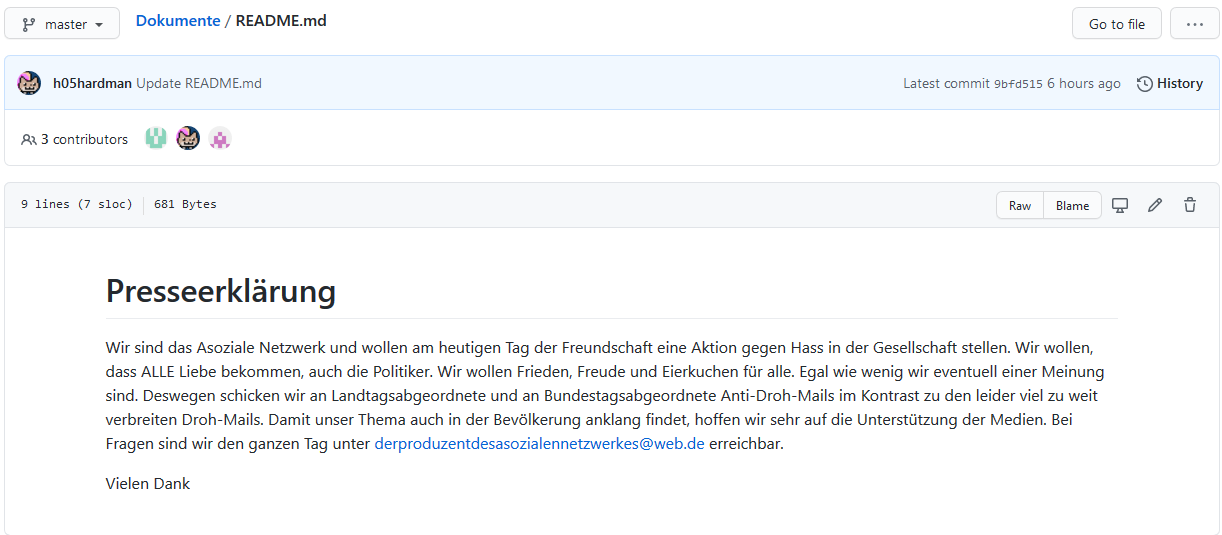 master
Dokumente / README.md
Go to file
...
h05hardman Update README.md
Latest commit 9bfd515 6 hours ago
History
3 contributors
9 lines (7 sloc)
681 Bytes
Raw
Blame
Presseerklärung
Wir sind das Asoziale Netzwerk und wollen am heutigen Tag der Freundschaft eine Aktion gegen Hass in der Gesellschaft stellen. Wir wollen,
dass ALLE Liebe bekommen, auch die Politiker. Wir wollen Frieden, Freude und Eierkuchen für alle. Egal wie wenig wir eventuell einer Meinung
sind. Deswegen schicken wir an Landtagsabgeordnete und an Bundestagsabgeordnete Anti-Droh-Mails im Kontrast zu den leider viel zu weit
verbreiten Droh-Mails. Damit unser Thema auch in der Bevölkerung anklang findet, hoffen wir sehr auf die Unterstützung der Medien. Bei
Fragen sind wir den ganzen Tag unter derproduzentdesasozialennetzwerkes@web.de erreichbar.
Vielen Dank